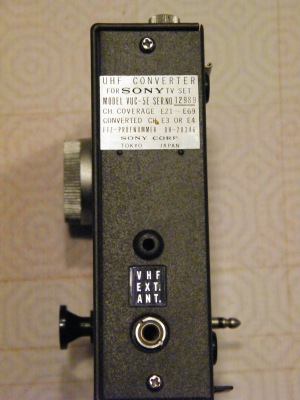 UHF CONVERTER
FOR SONY TV SET
MODEL VUC-5E SER.NO. 12989
CH. COVERAGE E21 - E69
CONVERTED CH. E3 OR E4
FTZ-PRÜFNUMMER
SONY CORP
TOKYO JAPAN
VHF
EXT.
ANT.